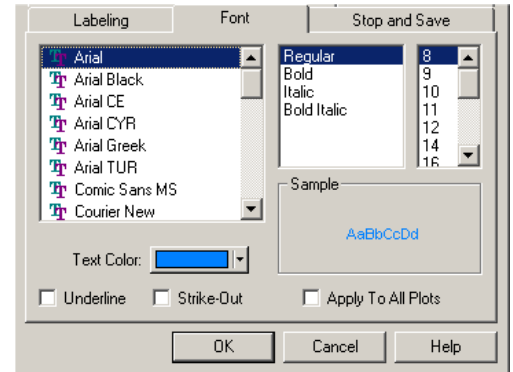 Labeling Font Stop and Save
Arial
Arial Black
Arial CE
Arial CYR
Arial Greek
Arial TUR
Comic Sans MS
Courier New
Regular
Bold
Italic
Bold Italic
8
9
10
11
12
14
16
Sample
AaBbCcDd
Text Color:
Underline Strike-Out Apply To All Plots
OK Cancel Help